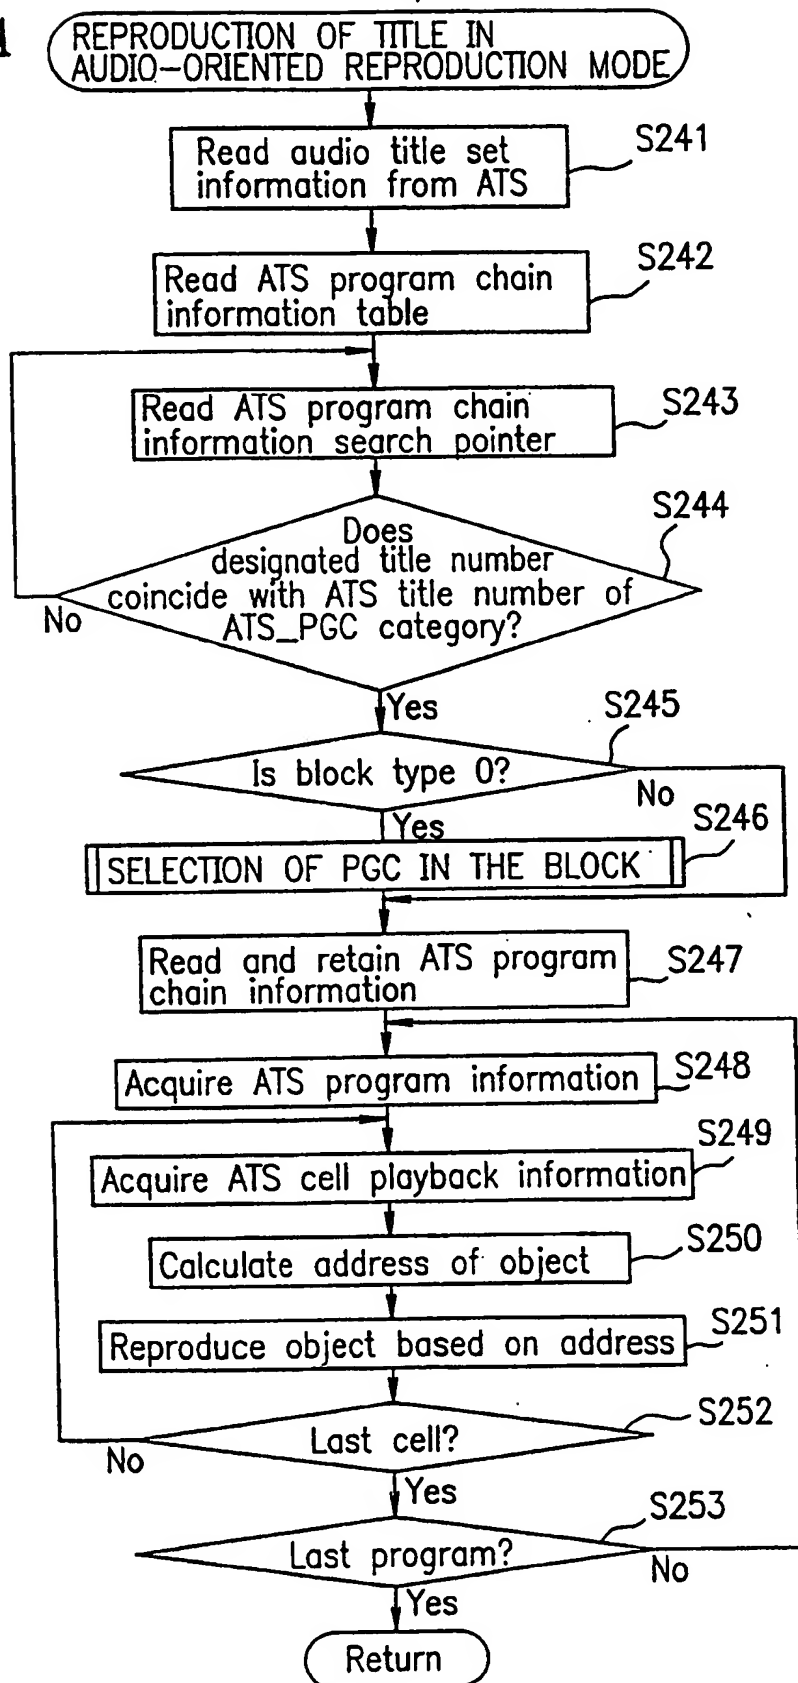 REPRODUCTION OF TITLE IN
AUDIO-ORIENTED REPRODUCTION MODE
Read audio title set
information from ATS
S241
Read ATS program chain
information table
S242
Read ATS program chain
information search pointer
S243
Does
designated title number
coincide with ATS title number of
ATS_PGC category?
S244
No
Yes
Is block type 0?
S245
No
Yes
SELECTION OF PGC IN THE BLOCK
S246
Read and retain ATS program
chain information
S247
Acquire ATS program information
S248
Acquire ATS cell playback information
S249
Calculate address of object
S250
Reproduce object based on address
S251
Last cell?
S252
No
Yes
Last program?
S253
No
Yes
Return